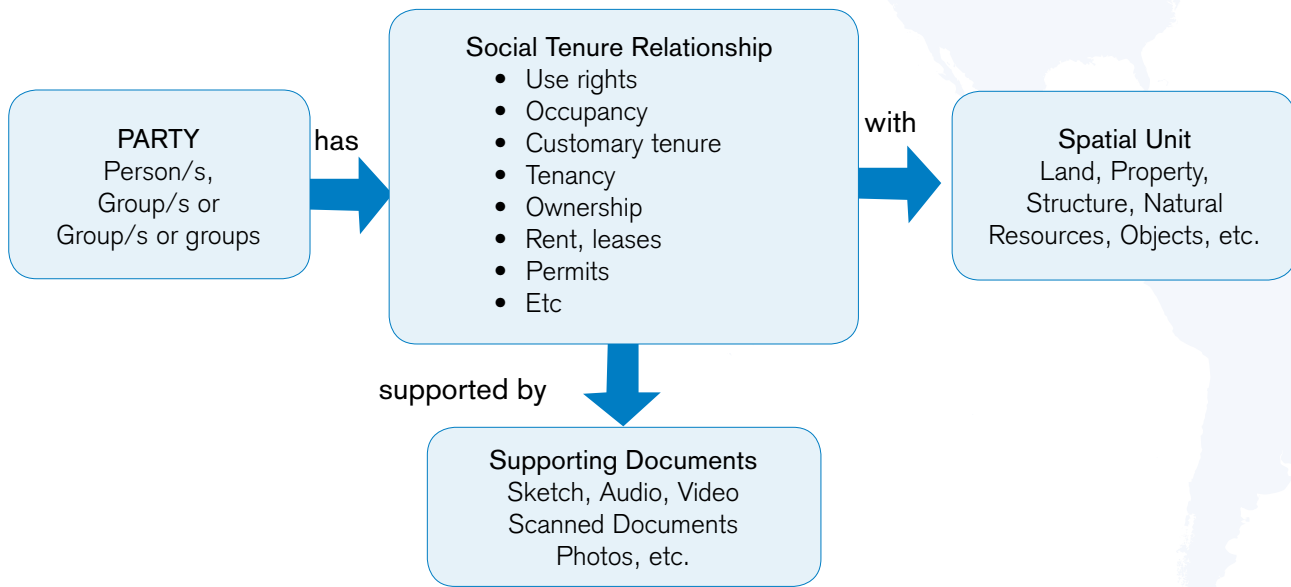 PARTY
Person/s,
Group/s or
Group/s or groups
has
Social Tenure Relationship
• Use rights
• Occupancy
• Customary tenure
• Tenancy
• Ownership
• Rent, leases
• Permits
• Etc
with
Spatial Unit
Land, Property,
Structure, Natural
Resources, Objects, etc.
supported by
Supporting Documents
Sketch, Audio, Video
Scanned Documents
Photos, etc.